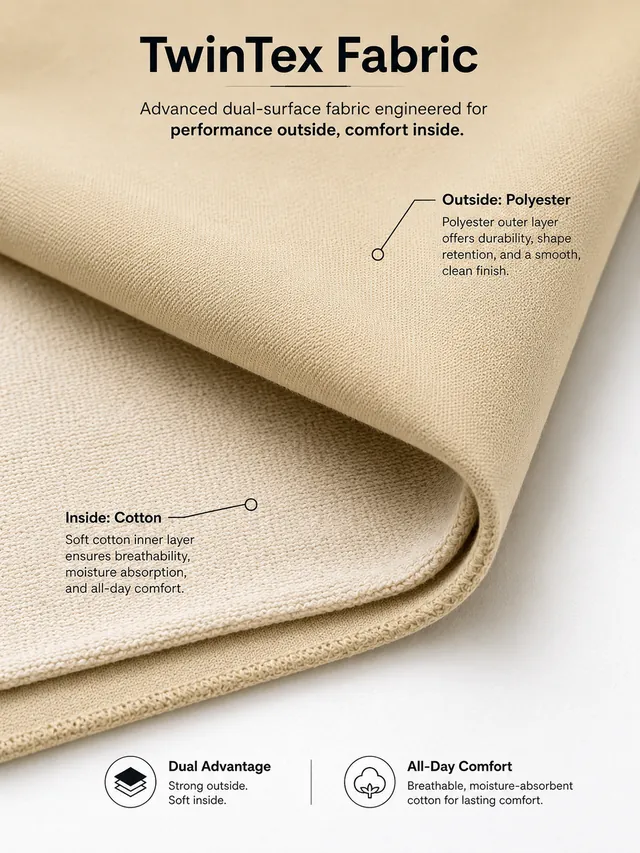 TwinTex Fabric
Advanced dual-surface fabric engineered for
performance outside, comfort inside.
Outside: Polyester
Polyester outer layer
offers durability, shape
retention, and a smooth,
clean finish.
Inside: Cotton
Soft cotton inner layer
ensures breathability,
moisture absorption,
and all-day comfort.
Dual Advantage
Strong outside.
Soft inside.
All-Day Comfort
Breathable, moisture-absorbent
cotton for lasting comfort.